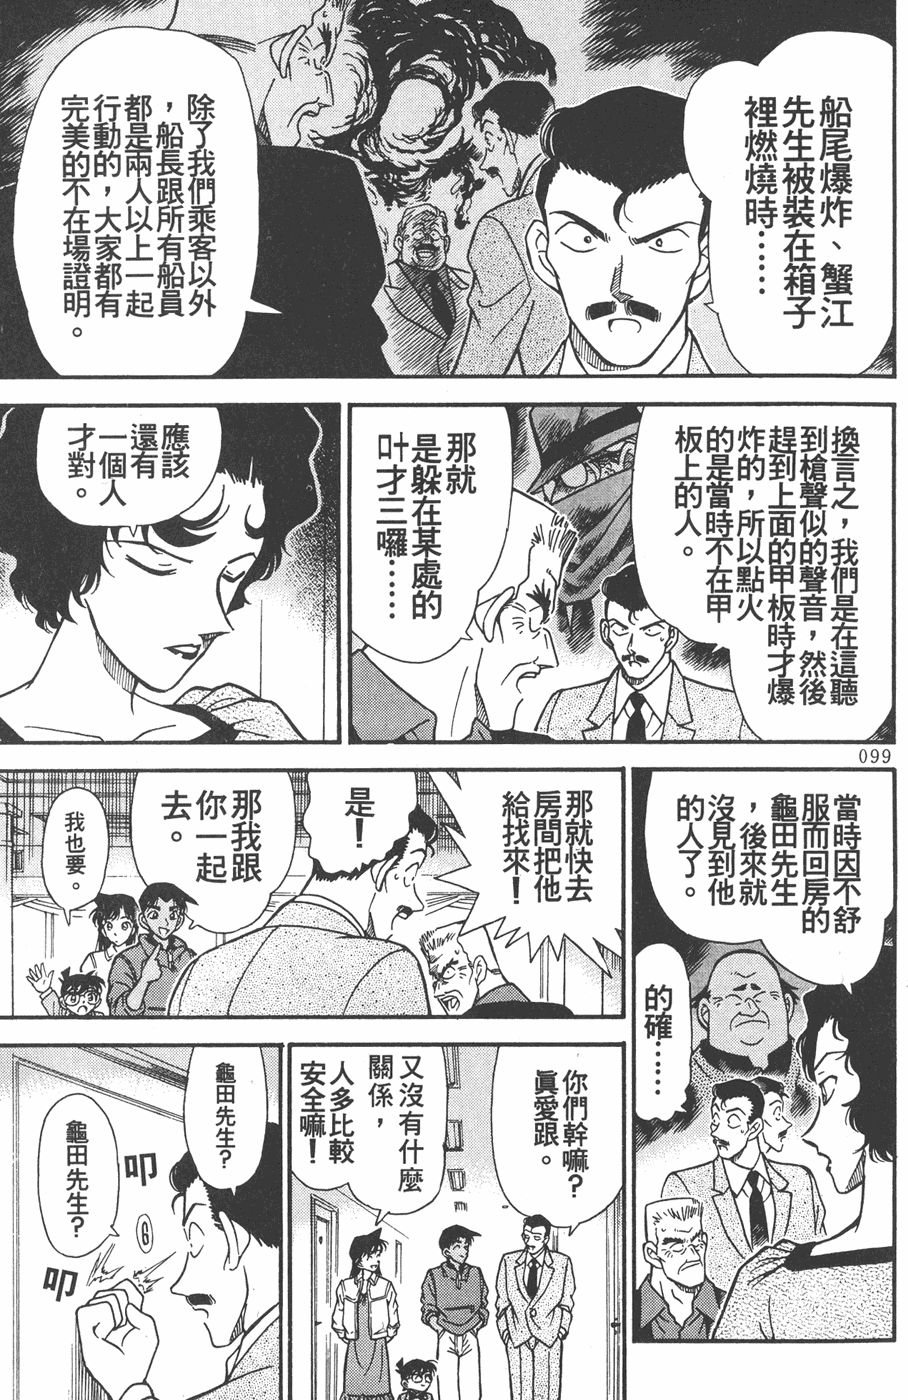 船尾爆炸、蟹江
先生被裝在箱子
裡燃燒時……
除了我們乘客以外
，船長跟所有船員
都是兩人以上一起
行動的，大家都有
完美的不在場證明。
換言之，我們是在這聽
到槍聲似的聲音，然後
趕到上面的甲板時才爆
炸的，所以點火
的是當時不在甲
板上的人。
那就
是躲在某處的
叶才三囉……
應該
還有
一個人
才對。
099
當時因不舒
服而回房的
龜田先生
，後來就
沒見到他
的人了。
的確……
那就快去
房間把他
給找來！
是！
那我跟
你一起
去。
我也要。
你們幹嘛？
真愛跟。
又沒有什麼
關係，
人多比較
安全嘛！
龜田先生？
叩
6
龜田先生？
叩